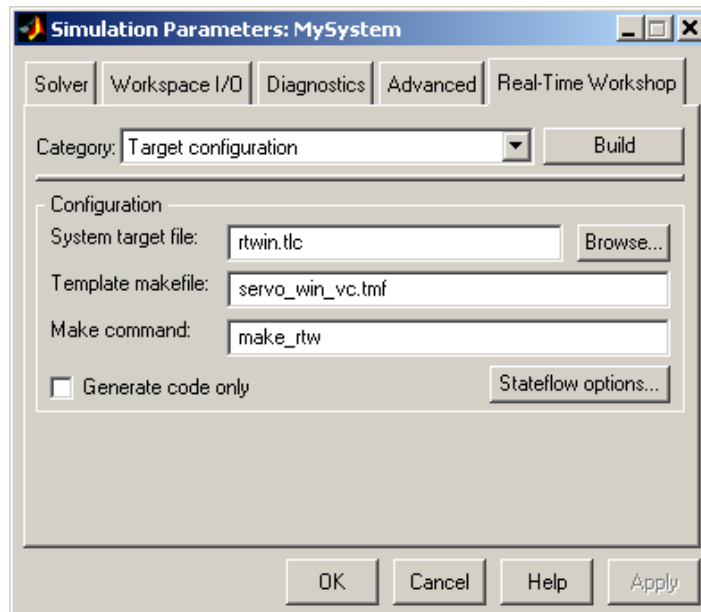 Simulation Parameters: MySystem
Solver Workspace I/O Diagnostics Advanced Real-Time Workshop
Category: Target configuration Build
Configuration
System target file: rtwin.tlc Browse...
Template makefile: servo_win_vc.tmf
Make command: make_rtw
Generate code only Stateflow options...
OK Cancel Help Apply